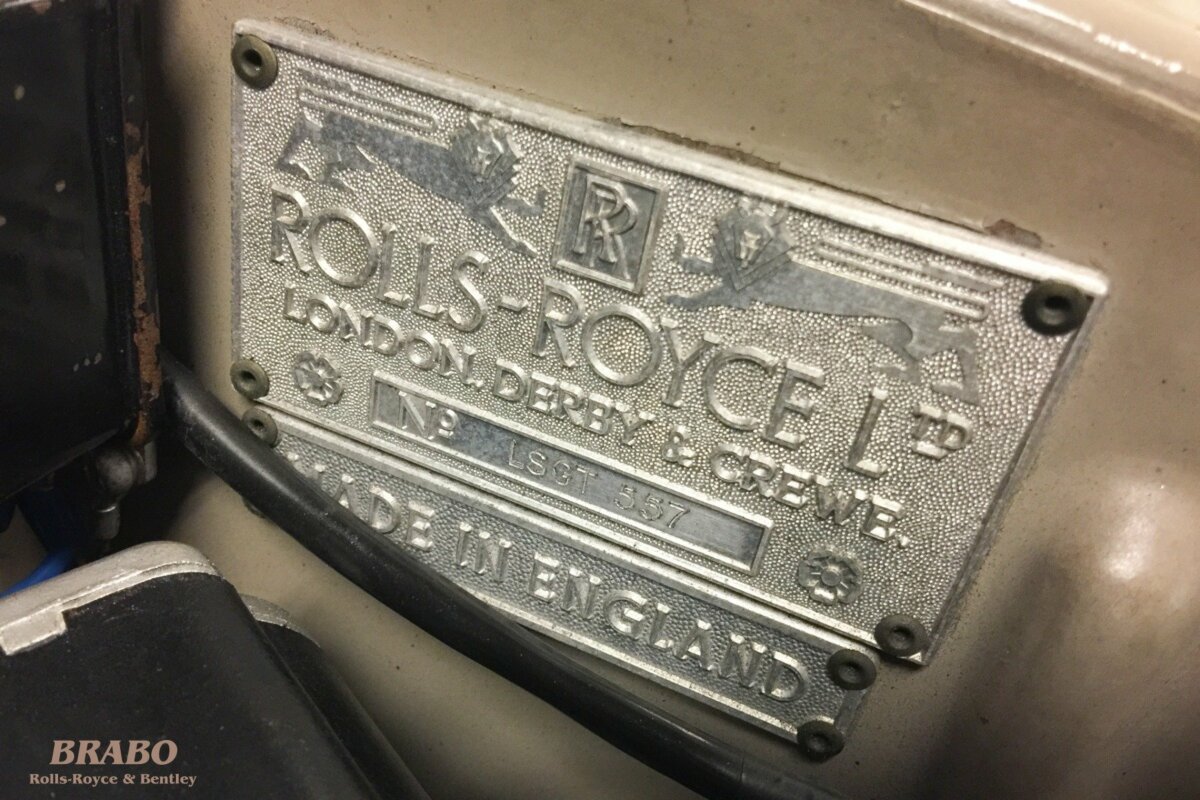 RR
ROLLS-ROYCE LTD
LONDON, DERBY & CREWE.
No LSGT 557
MADE IN ENGLAND
BRABO
Rolls-Royce & Bentley